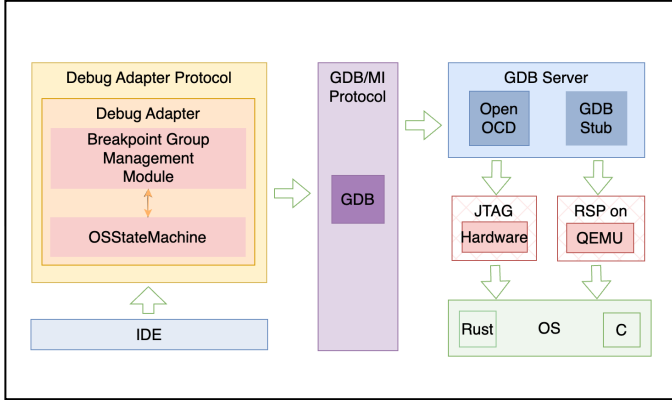 Debug Adapter Protocol
Debug Adapter
Breakpoint Group
Management
Module
OSStateMachine
IDE
GDB/MI
Protocol
GDB
GDB Server
Open
OCD
GDB
Stub
JTAG
Hardware
RSP on
QEMU
Rust
OS
C